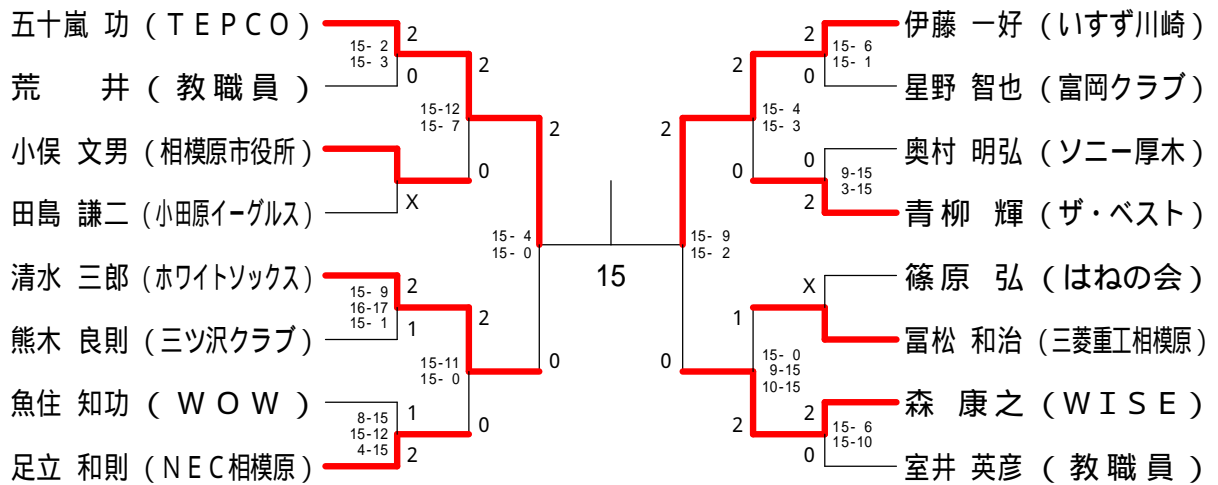 五十嵐 功 (TEPCO)
2
15- 2
15- 3
0
荒 井 (教職員)
2
15-12
15- 7
0
小俣 文男 (相模原市役所)
X
田島 謙二 (小田原イーグルス)
2
15- 4
15- 0
0
清水 三郎 (ホワイトソックス)
2
15- 9
16-17
15- 1
1
熊木 良則 (三ツ沢クラブ)
2
15-11
15- 0
0
魚住 知功 (WOW)
1
8-15
15-12
4-15
2
足立 和則 (NEC相模原)
15
伊藤 一好 (いすず川崎)
2
15- 6
15- 1
0
星野 智也 (富岡クラブ)
2
15- 4
15- 3
0
奥村 明弘 (ソニー厚木)
0
9-15
3-15
2
青柳 輝 (ザ・ベスト)
2
15- 9
15- 2
0
篠原 弘 (はねの会)
X
冨松 和治 (三菱重工相模原)
1
15- 0
9-15
10-15
2
森 康之 (WISE)
2
15- 6
15-10
0
室井 英彦 (教職員)